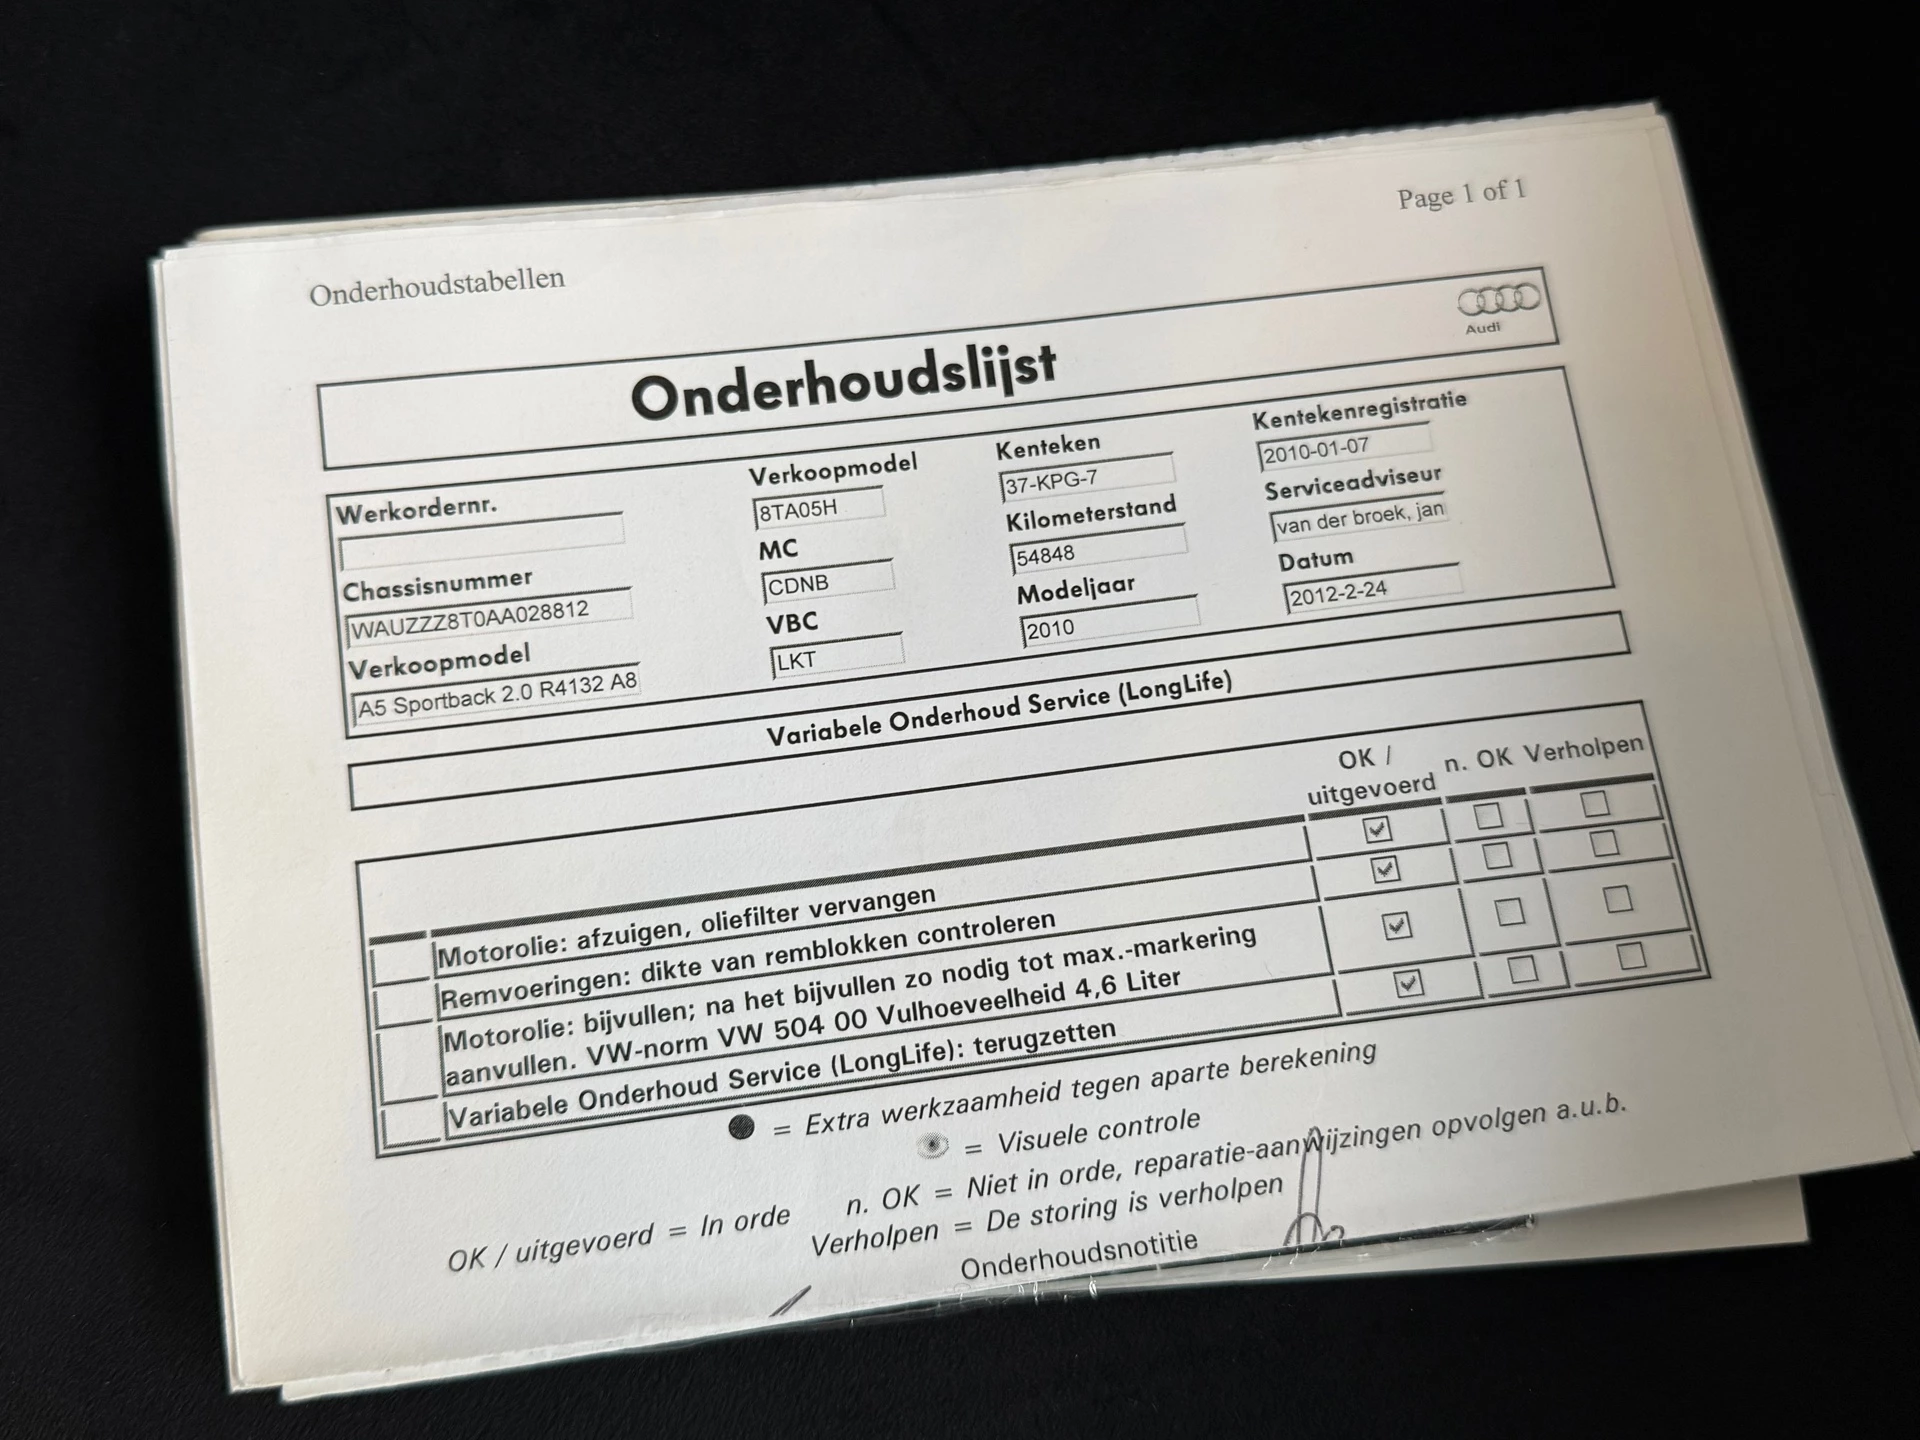 Page 1 of 1
Onderhoudstabellen
Audi
Onderhoudslijst
Werkordernr.
Chassisnummer
WAUZZZ8T0AA028812
Verkoopmodel
A5 Sportback 2.0 R4132 A8
Verkoopmodel
8TA05H
MC
CDNB
VBC
LKT
Kenteken
37-KPG-7
Kilometerstand
54848
Modeljaar
2010
Kentekenregistratie
2010-01-07
Serviceadviseur
van der broek, jan
Datum
2012-2-24
Variabele Onderhoud Service (LongLife)
OK /
uitgevoerd
n. OK Verholpen
Motorolie: afzuigen, oliefilter vervangen
Remvoeringen: dikte van remblokken controleren
Motorolie: bijvullen; na het bijvullen zo nodig tot max.-markering
aanvullen. VW-norm VW 504 00 Vulhoeveelheid 4,6 Liter
Variabele Onderhoud Service (LongLife): terugzetten
= Extra werkzaamheid tegen aparte berekening
= Visuele controle
OK / uitgevoerd = In orde
n. OK = Niet in orde, reparatie-aanwijzingen opvolgen a.u.b.
Verholpen = De storing is verholpen
Onderhoudsnotitie